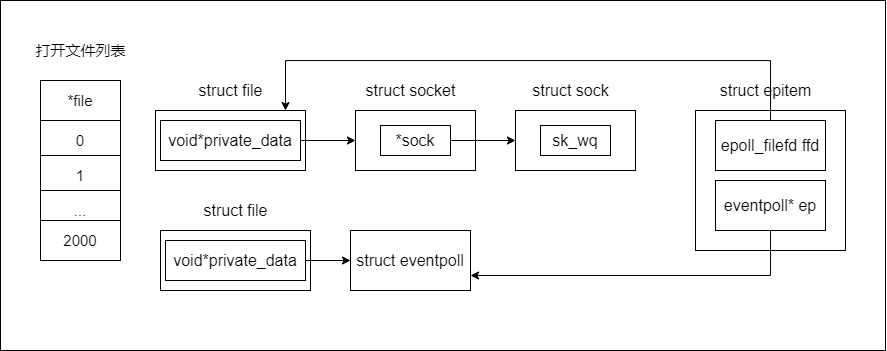 打开文件列表
*file
0
1
...
2000
struct file
struct socket
struct sock
struct epitem
void*private_data
*sock
sk_wq
epoll_filefd ffd
eventpoll* ep
struct file
void*private_data
struct eventpoll